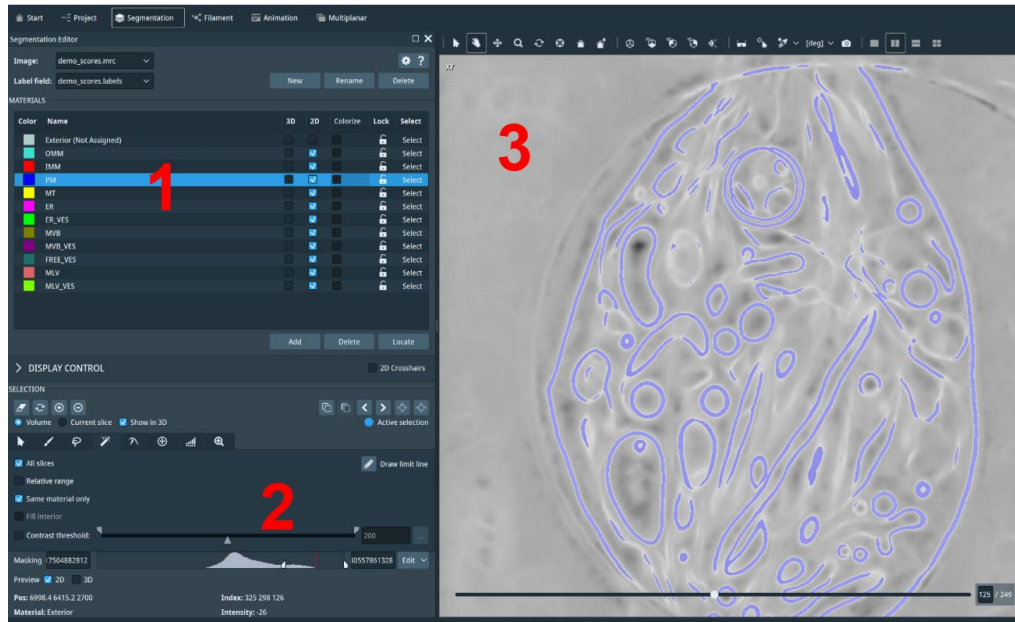 Start Project Segmentation Filament Animation Multiplanar
Segmentation Editor
Image: demo_scores.mrc ?
Label field: demo_scores.labels New Rename Delete
MATERIALS
Color Name 3D 2D Colorize Lock Select
Exterior (Not Assigned) Select
OMM Select
IMM Select
PM Select
MT Select
ER Select
ER_VES Select
MVB Select
MVB_VES Select
FREE_VES Select
MLV Select
MLV_VES Select
1
Add Delete Locate
DISPLAY CONTROL 2D Crosshairs
SELECTION
Volume Current slice Show in 3D Active selection
All slices Draw limit line
Relative range
Same material only
Fill interior
2
Contrast threshold: 200 ...
Masking 17504882812 40557861328 Edit
Preview 2D 3D
Pos: 6998.4 6415.2 2700 Index: 325 298 126
Material: Exterior Intensity: -26
[deg]
XY
3
125 / 249